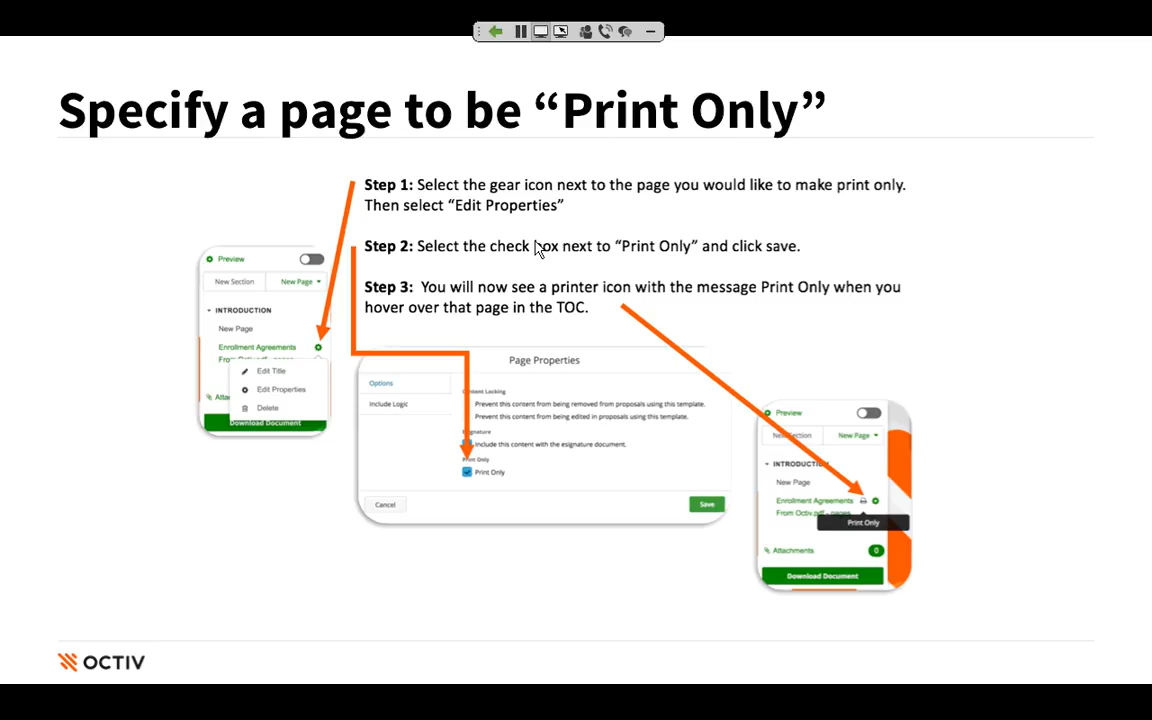 Specify a page to be “Print Only”
Step 1: Select the gear icon next to the page you would like to make print only.
Then select “Edit Properties”
Step 2: Select the check box next to “Print Only” and click save.
Step 3: You will now see a printer icon with the message Print Only when you
hover over that page in the TOC.
Preview
New Section New Page
INTRODUCTION
New Page
Enrollment Agreements
Edit Title
Edit Properties
Delete
Download Document
Page Properties
Options
Include Logic
Content Locking
Prevent this content from being removed from proposals using this template.
Prevent this content from being edited in proposals using this template.
Include this content with the esignature document.
Print Only
Print Only
Cancel
Save
Preview
New Section New Page
INTRODUCTION
New Page
Enrollment Agreements
From Octiv.pdf - pages
Print Only
Attachments 0
Download Document
OCTIV